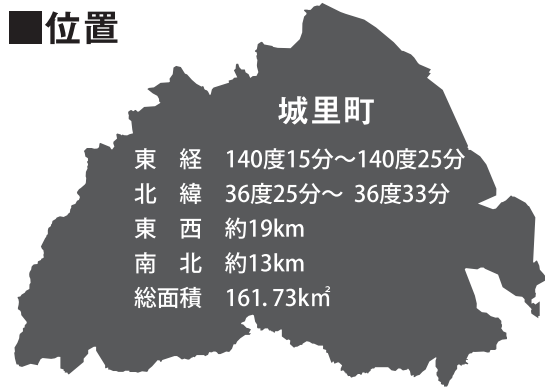 ■位置
城里町
東　経　140度15分～140度25分
北　緯　36度25分～ 36度33分
東　西　約19km
南　北　約13km
総面積　161.73㎢